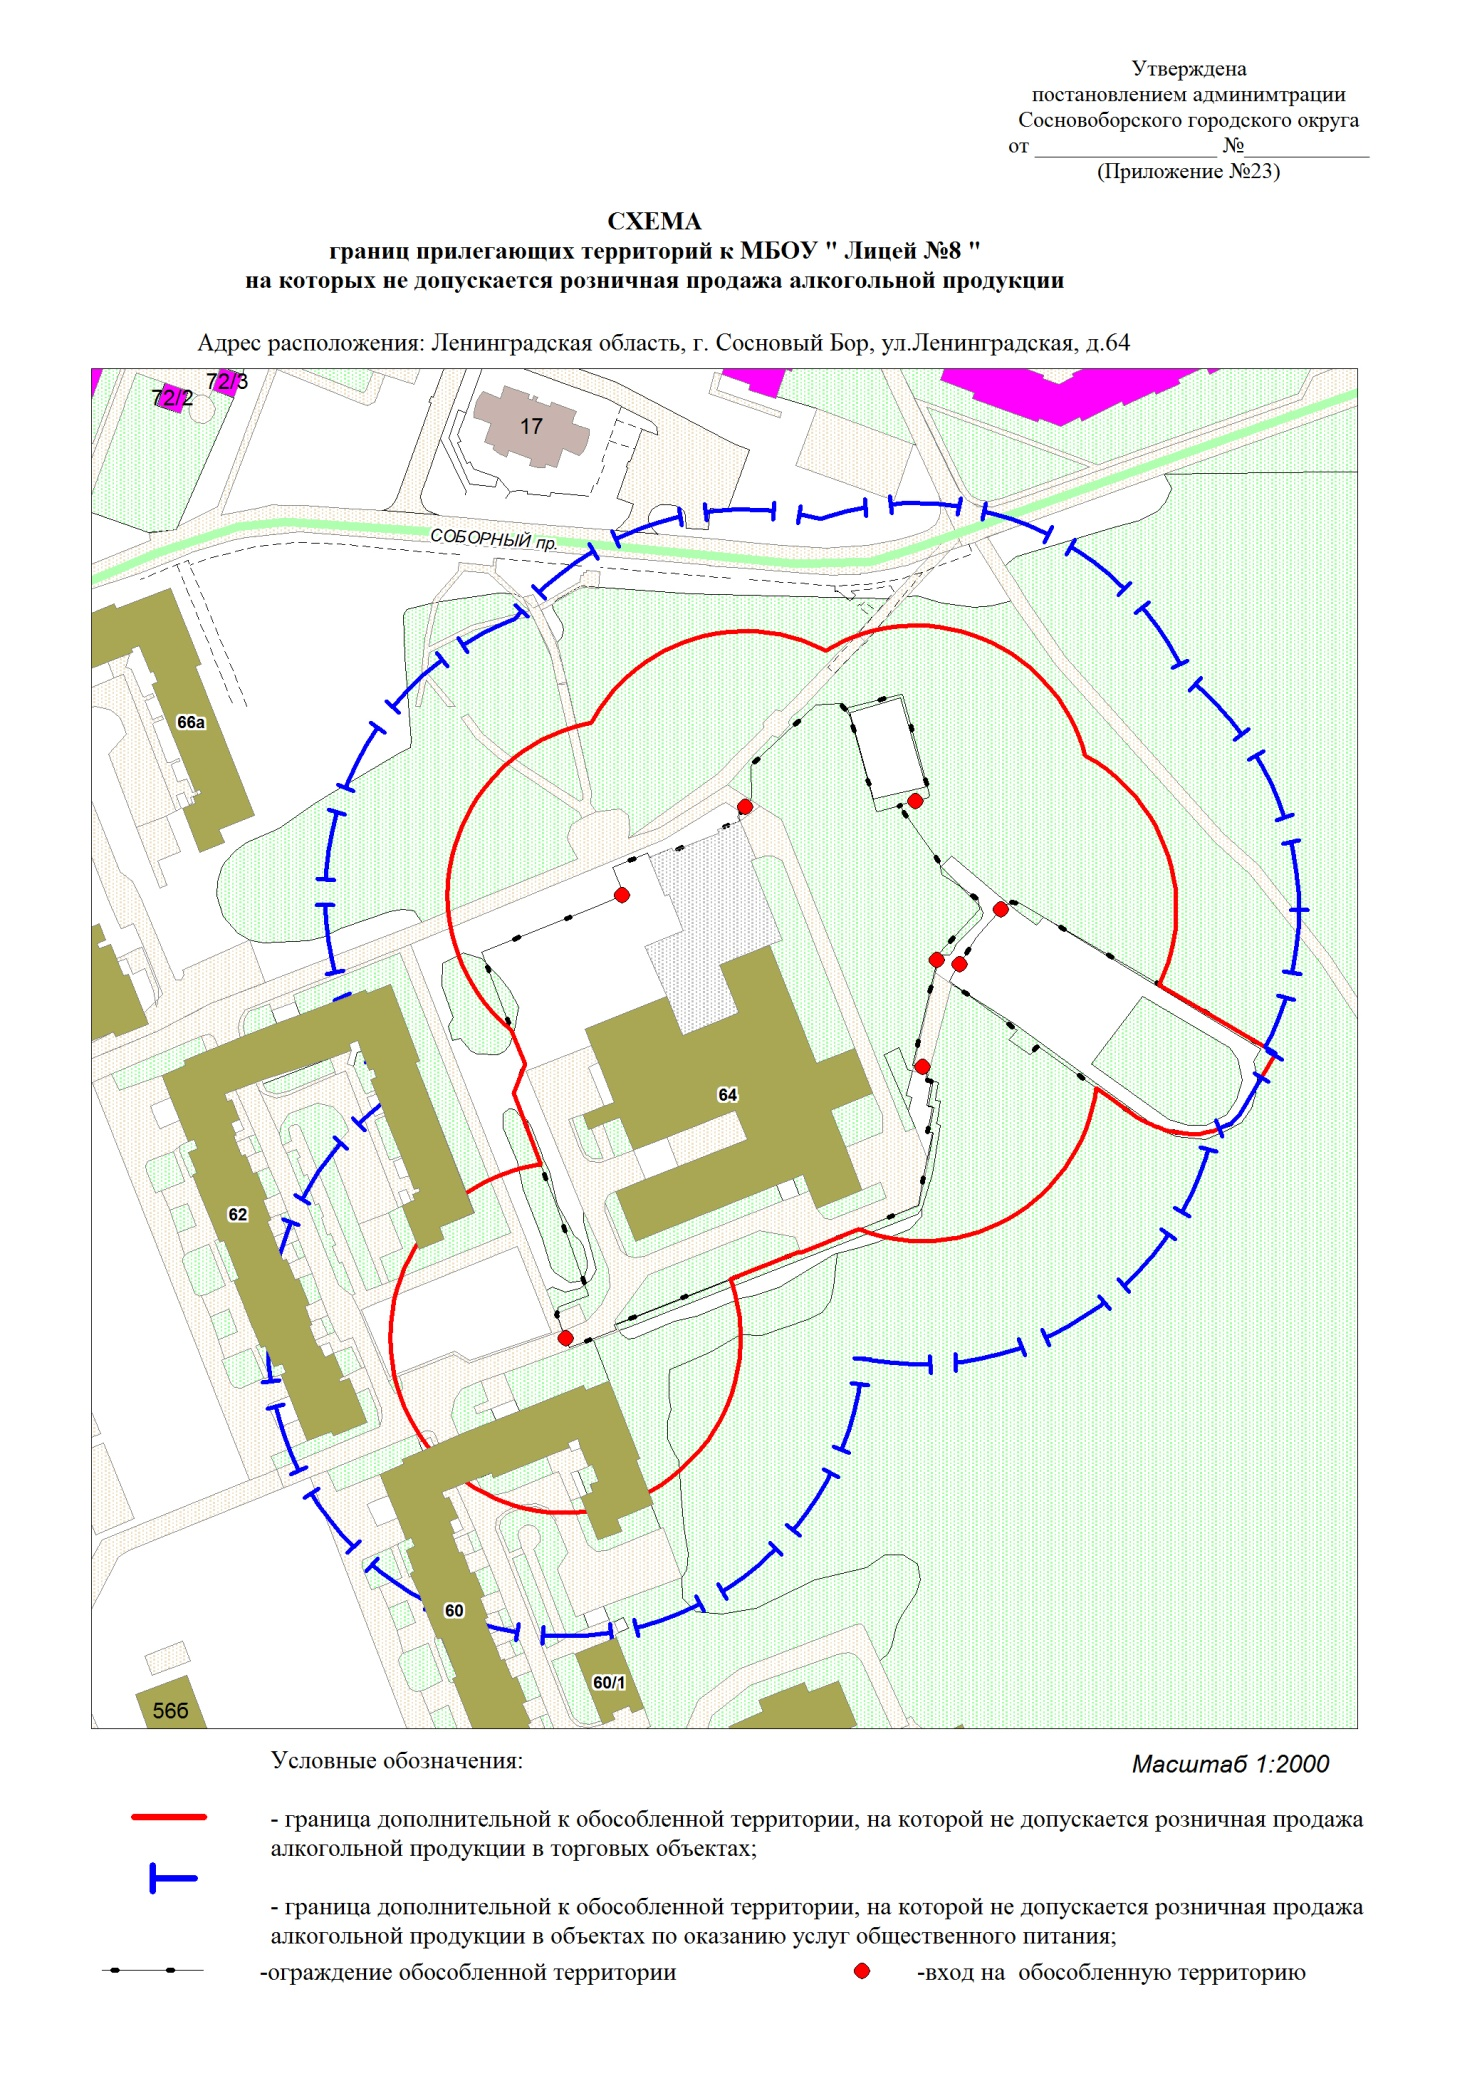 Утверждена
постановлением админимтрации
Сосновоборского городского округа
от _________________ №____________
(Приложение №23)
СХЕМА
границ прилегающих территорий к МБОУ " Лицей №8 "
на которых не допускается розничная продажа алкогольной продукции
Адрес расположения: Ленинградская область, г. Сосновый Бор, ул.Ленинградская, д.64
72/3
72/2
17
СОБОРНЫЙ пр.
66а
64
62
60
60/1
56б
Условные обозначения:
Масштаб 1:2000
- граница дополнительной к обособленной территории, на которой не допускается розничная продажа
алкогольной продукции в торговых объектах;
- граница дополнительной к обособленной территории, на которой не допускается розничная продажа
алкогольной продукции в объектах по оказанию услуг общественного питания;
-ограждение обособленной территории
-вход на обособленную территорию